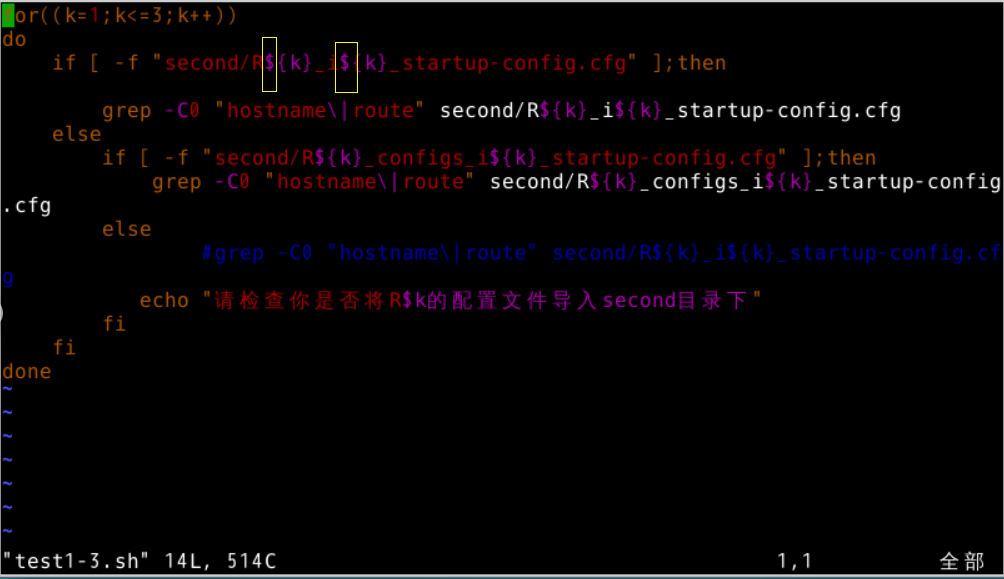 for((k=1;k<=3;k++))
do
    if [ -f "second/R${k}_i${k}_startup-config.cfg" ];then
        grep -C0 "hostname\|route" second/R${k}_i${k}_startup-config.cfg
    else
        if [ -f "second/R${k}_configs_i${k}_startup-config.cfg" ];then
            grep -C0 "hostname\|route" second/R${k}_configs_i${k}_startup-config
.cfg
        else
                #grep -C0 "hostname\|route" second/R${k}_i${k}_startup-config.cf
g
           echo "请检查你是否将R$k的配置文件导入second目录下"
        fi
    fi
done
~
~
~
~
~
~
~
"test1-3.sh" 14L, 514C 1,1 全部